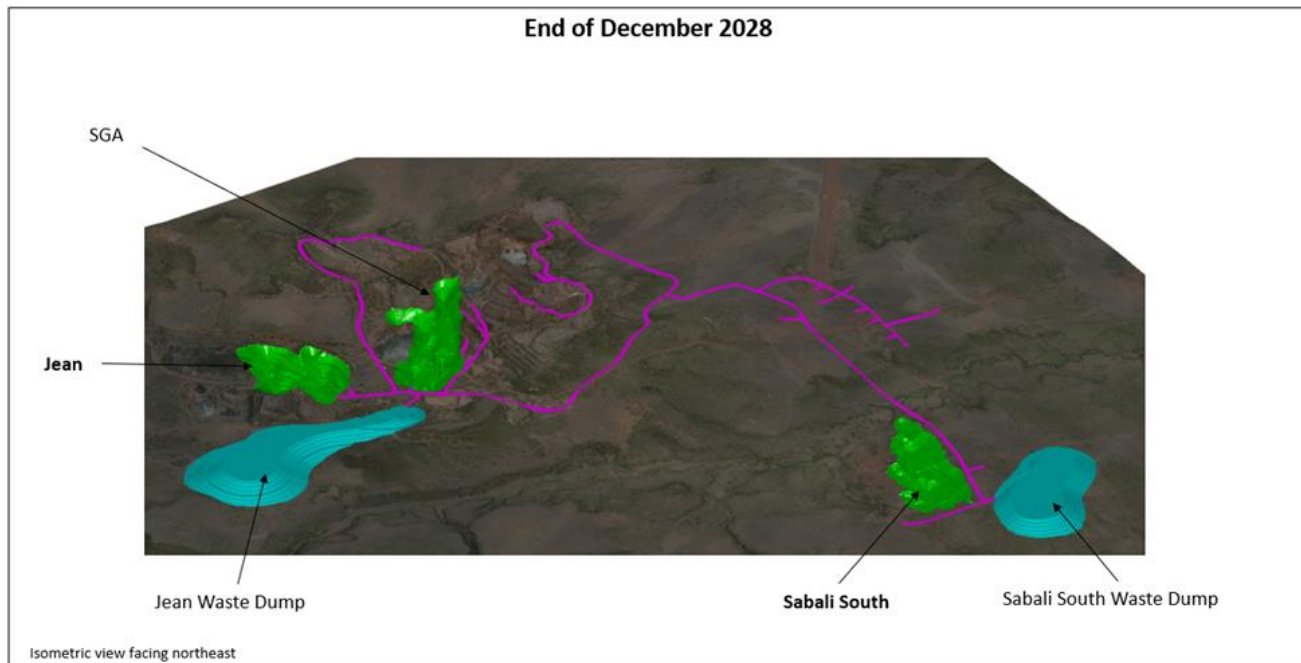 End of December 2028
SGA
Jean
Jean Waste Dump
Sabali South
Sabali South Waste Dump
Isometric view facing northeast